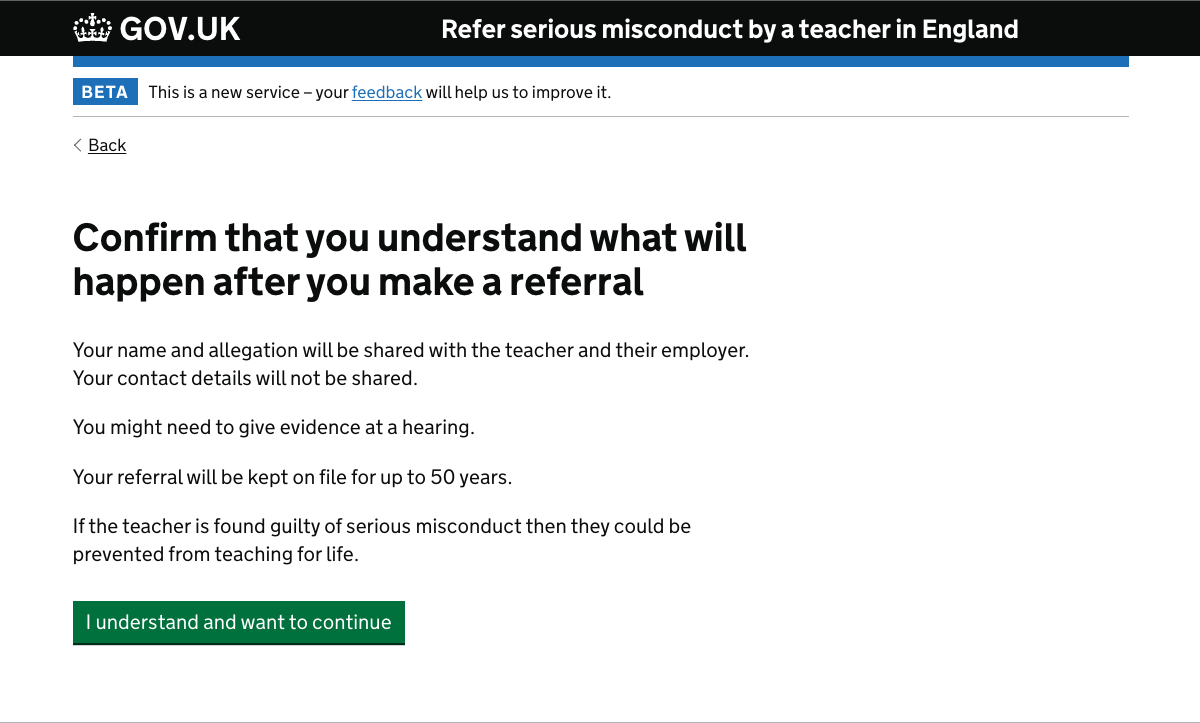 GOV.UK
Refer serious misconduct by a teacher in England
BETA
This is a new service – your feedback will help us to improve it.
Back
Confirm that you understand what will
happen after you make a referral
Your name and allegation will be shared with the teacher and their employer.
Your contact details will not be shared.
You might need to give evidence at a hearing.
Your referral will be kept on file for up to 50 years.
If the teacher is found guilty of serious misconduct then they could be
prevented from teaching for life.
I understand and want to continue